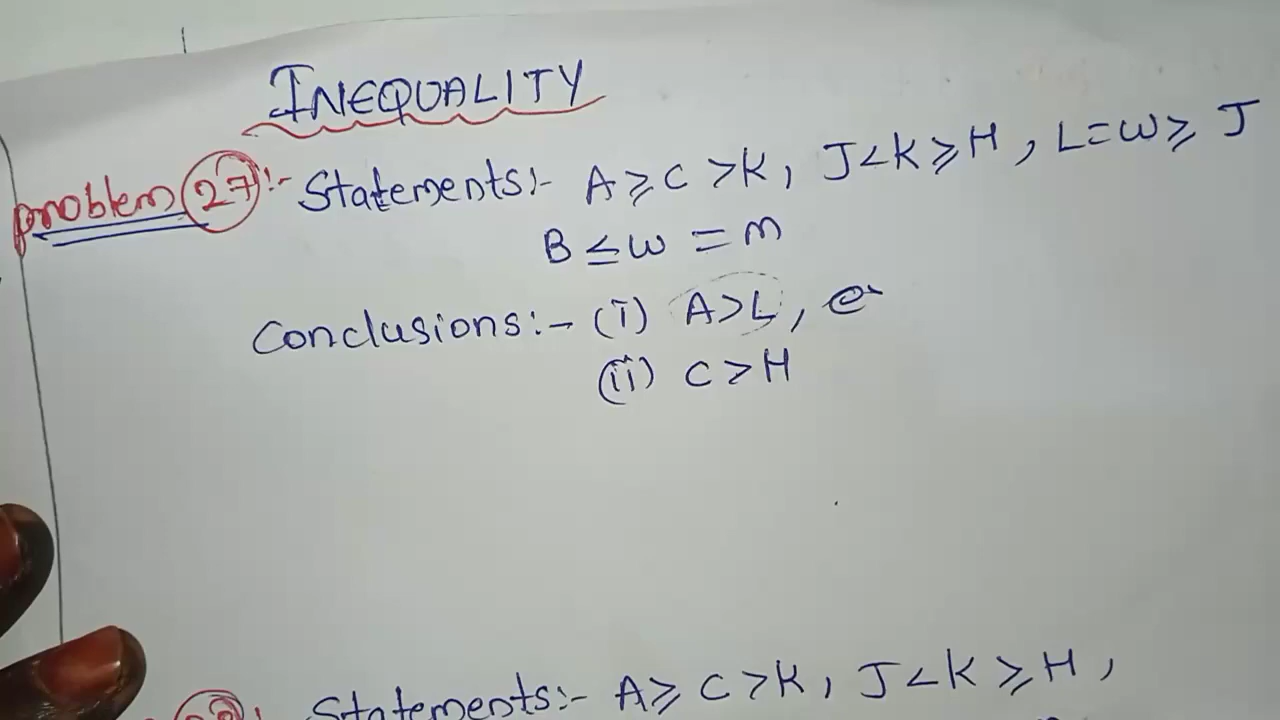 INEQUALITY
problem 27:- Statements:- A ≥ C > K, J < K ≥ H, L = W ≥ J
B ≤ W = M
Conclusions:- (i) A > L,
(ii) C > H
Statements:- A ≥ C > K, J < K ≥ H,